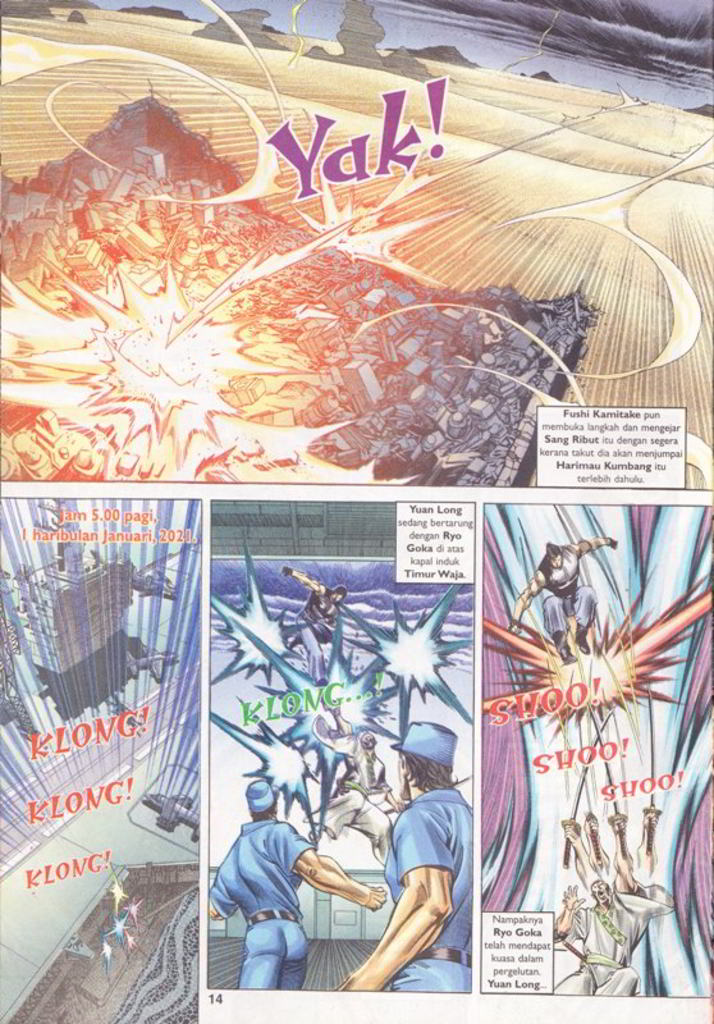 Yak!
Fushi Kamitake pun
membuka langkah dan mengejar
Sang Ribut itu dengan segera
kerana takut dia akan menjumpai
Harimau Kumbang itu
terlebih dahulu.
Jam 5.00 pagi,
1 haribulan Januari, 2021.
KLONG!
KLONG!
KLONG!
Yuan Long
sedang bertarung
dengan Ryo
Goka di atas
kapal induk
Timur Waja.
KLONG...!
SHOO!
SHOO!
SHOO!
Nampaknya
Ryo Goka
telah mendapat
kuasa dalam
pergelutan.
Yuan Long...
14